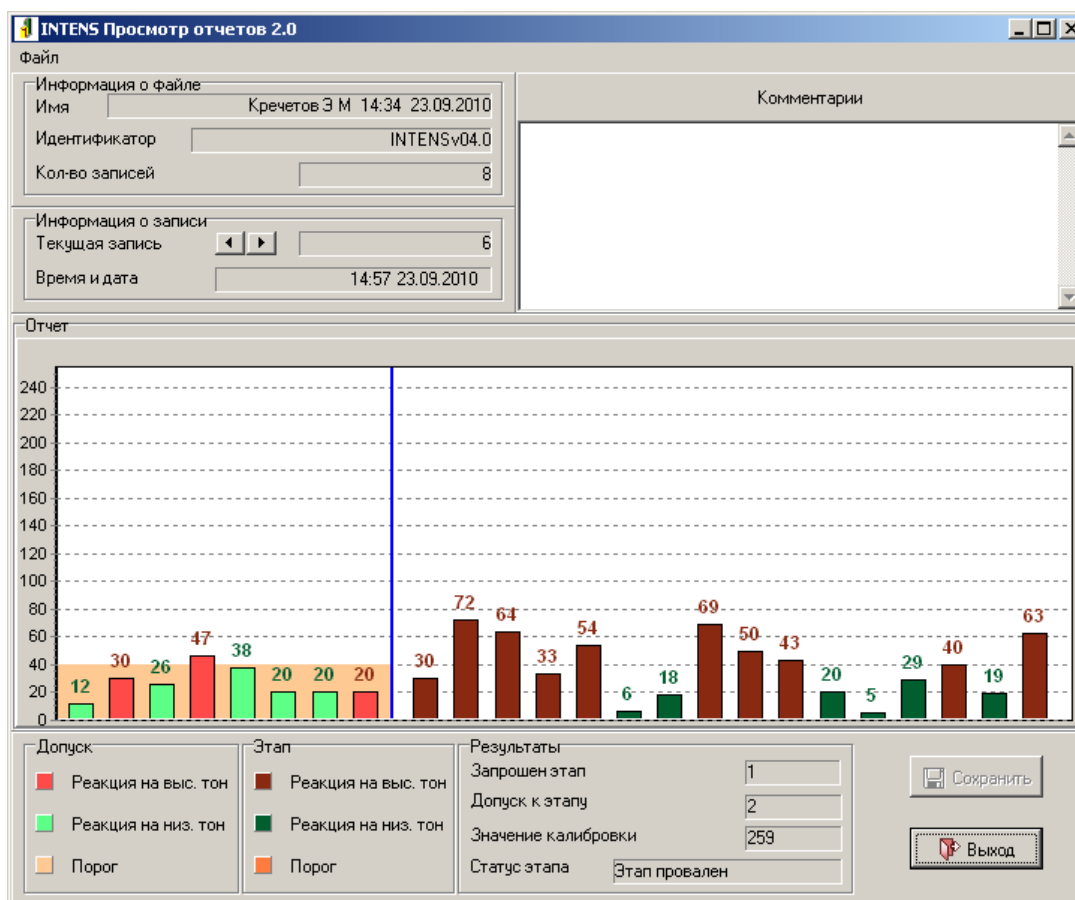 INTENS Просмотр отчетов 2.0
Файл
Информация о файле
Имя Кречетов Э М 14:34 23.09.2010
Идентификатор INTENSv04.0
Кол-во записей 8
Информация о записи
Текущая запись 6
Время и дата 14:57 23.09.2010
Комментарии
Отчет
240
220
200
180
160
140
120
100
80
60
40
20
0
12 30 26 47 38 20 20 20 30 72 64 33 54 6 18 69 50 43 20 5 29 40 19 63
Допуск
Реакция на выс. тон
Реакция на низ. тон
Порог
Этап
Реакция на выс. тон
Реакция на низ. тон
Порог
Результаты
Запрошен этап 1
Допуск к этапу 2
Значение калибровки 259
Статус этапа Этап провален
Сохранить
Выход